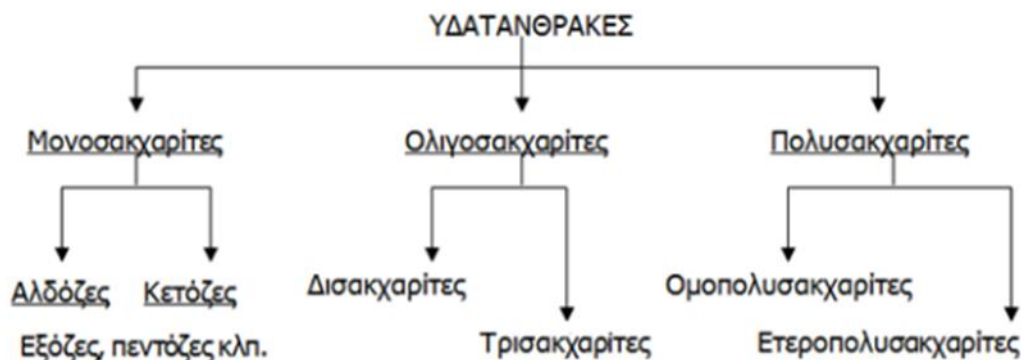 ΥΔΑΤΑΝΘΡΑΚΕΣ
Μονοσακχαρίτες
Ολιγοσακχαρίτες
Πολυσακχαρίτες
Αλδόζες
Κετόζες
Δισακχαρίτες
Ομοπολυσακχαρίτες
Εξόζες, πεντόζες κλπ.
Τρισακχαρίτες
Ετεροπολυσακχαρίτες